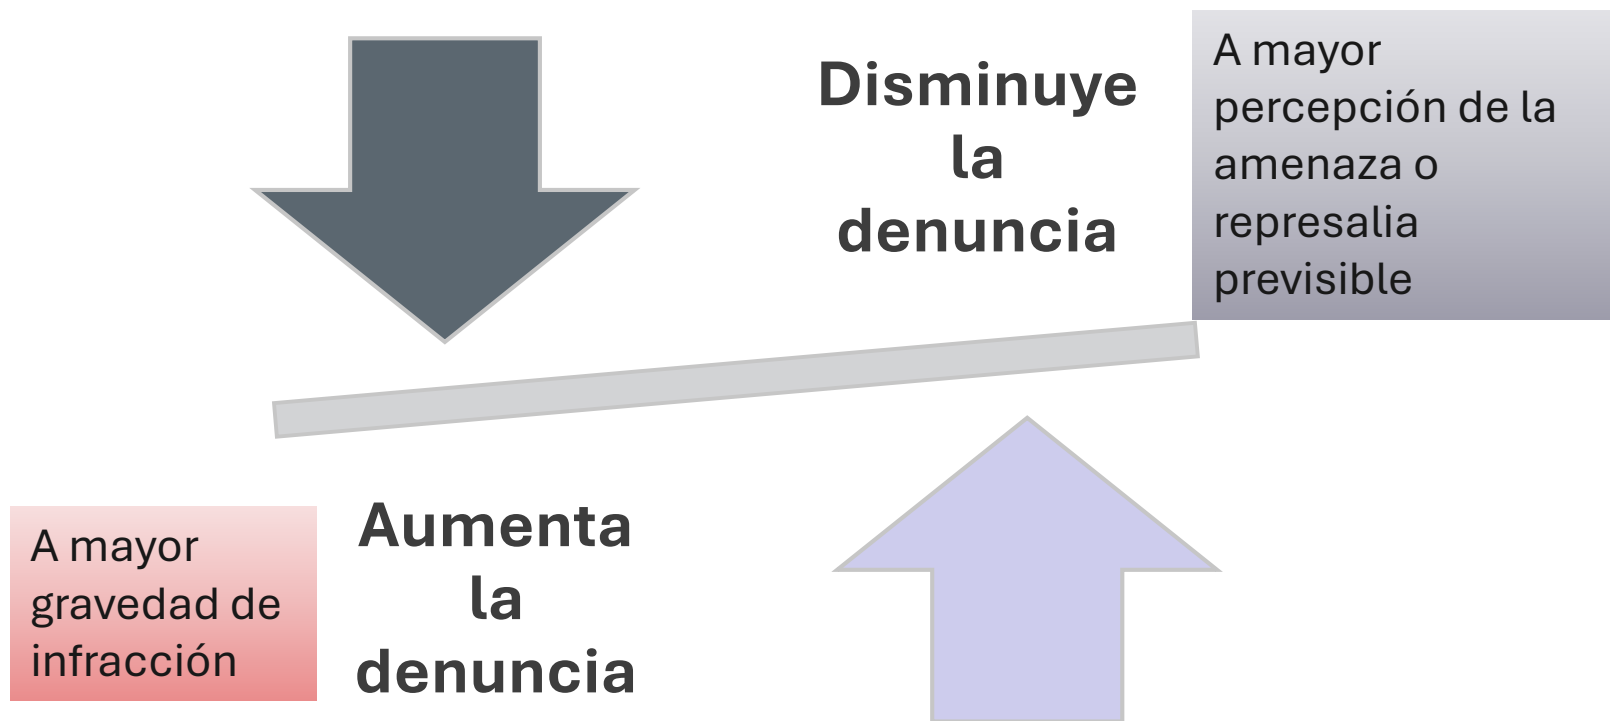 Disminuye
la
denuncia
A mayor
percepción de la
amenaza o
represalia
previsible
A mayor
gravedad de
infracción
Aumenta
la
denuncia